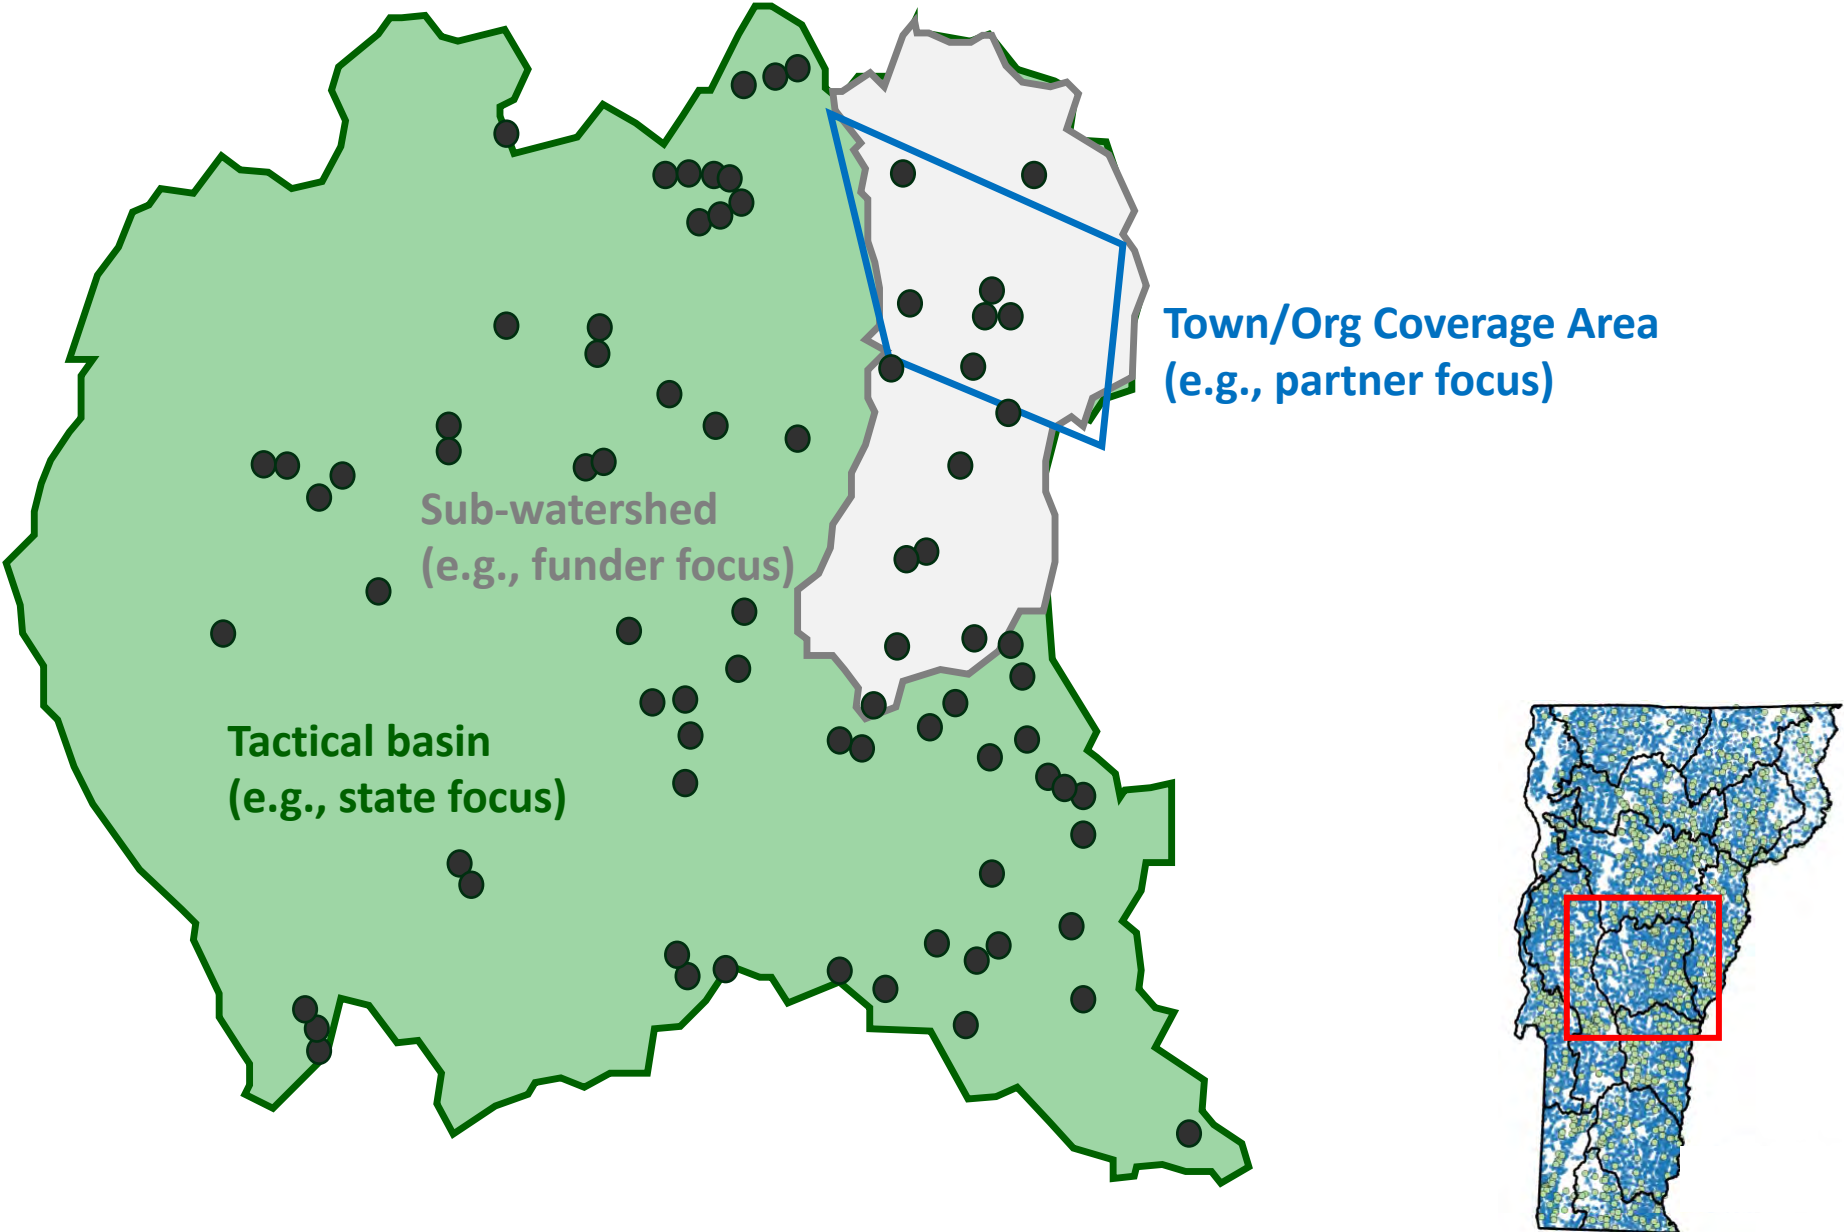 Town/Org Coverage Area
(e.g., partner focus)
Sub-watershed
(e.g., funder focus)
Tactical basin
(e.g., state focus)